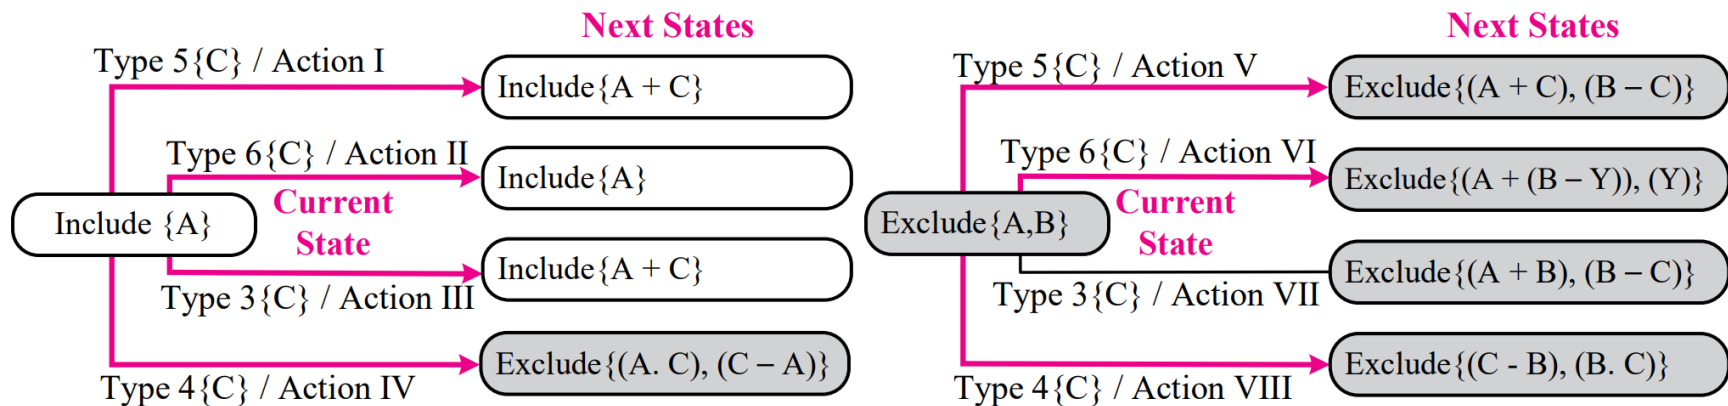 Next States
Type 5{C} / Action I
Include{A + C}
Type 6{C} / Action II
Include{A}
Include {A}
Current
State
Include{A + C}
Type 3{C} / Action III
Exclude{(A. C), (C − A)}
Type 4{C} / Action IV
Next States
Type 5{C} / Action V
Exclude{(A + C), (B − C)}
Type 6{C} / Action VI
Exclude{(A + (B − Y)), (Y)}
Exclude{A,B}
Current
State
Exclude{(A + B), (B − C)}
Type 3{C} / Action VII
Exclude{(C - B), (B. C)}
Type 4{C} / Action VIII